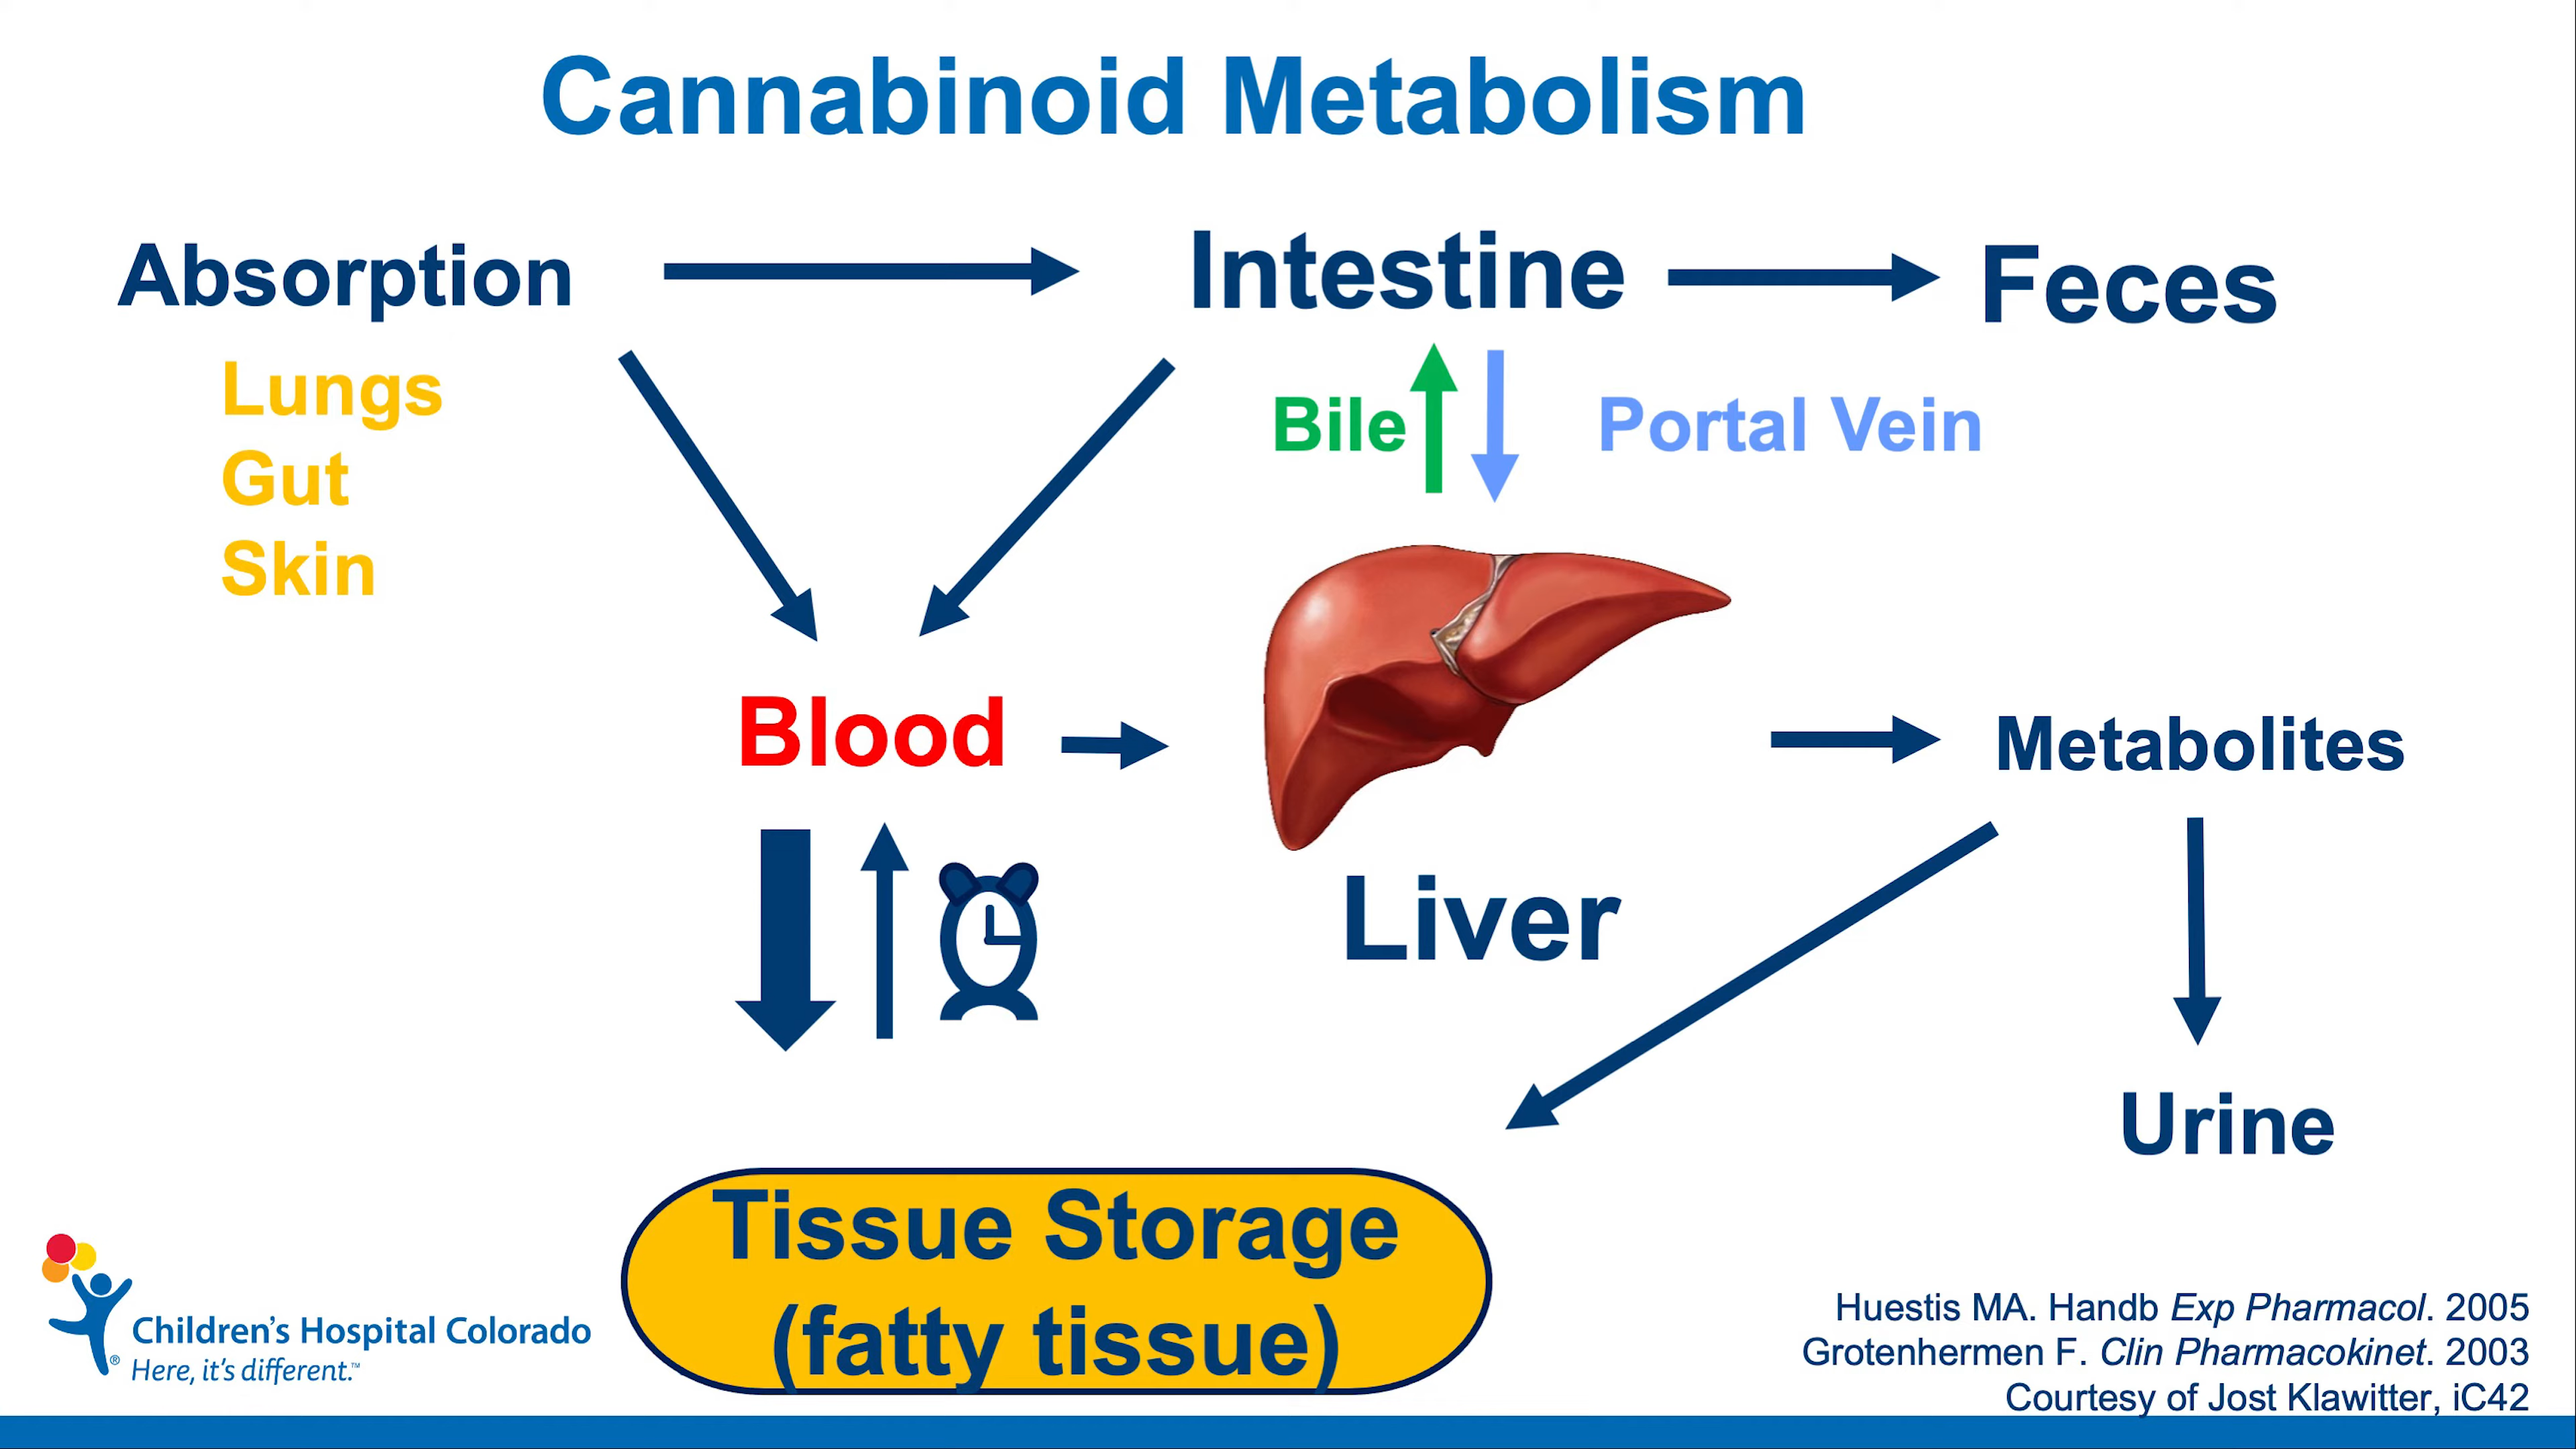 Cannabinoid Metabolism
Absorption
Intestine
Feces
Lungs
Gut
Skin
Bile
Portal Vein
Blood
Metabolites
Liver
Urine
Tissue Storage
(fatty tissue)
Children's Hospital Colorado
®
Here, it's different.™
Huestis MA. Handb Exp Pharmacol. 2005
Grotenhermen F. Clin Pharmacokinet. 2003
Courtesy of Jost Klawitter, iC42